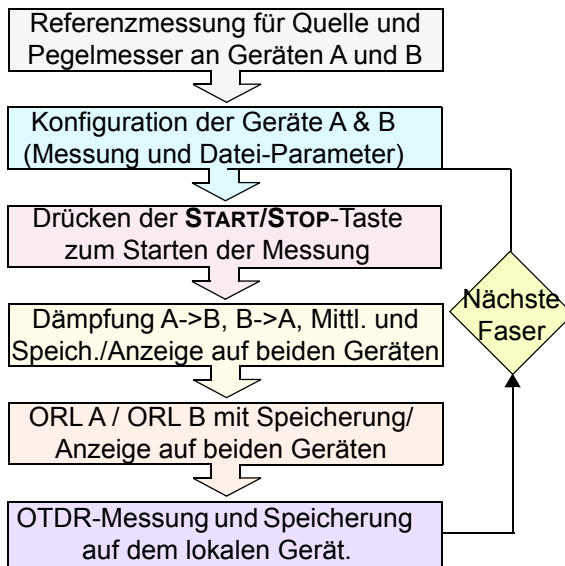 Referenzmessung für Quelle und
Pegelmesser an Geräten A und B
Konfiguration der Geräte A & B
(Messung und Datei-Parameter)
Drücken der START/STOP-Taste
zum Starten der Messung
Dämpfung A->B, B->A, Mittl. und
Speich./Anzeige auf beiden Geräten
ORL A / ORL B mit Speicherung/
Anzeige auf beiden Geräten
OTDR-Messung und Speicherung
auf dem lokalen Gerät.
Nächste
Faser